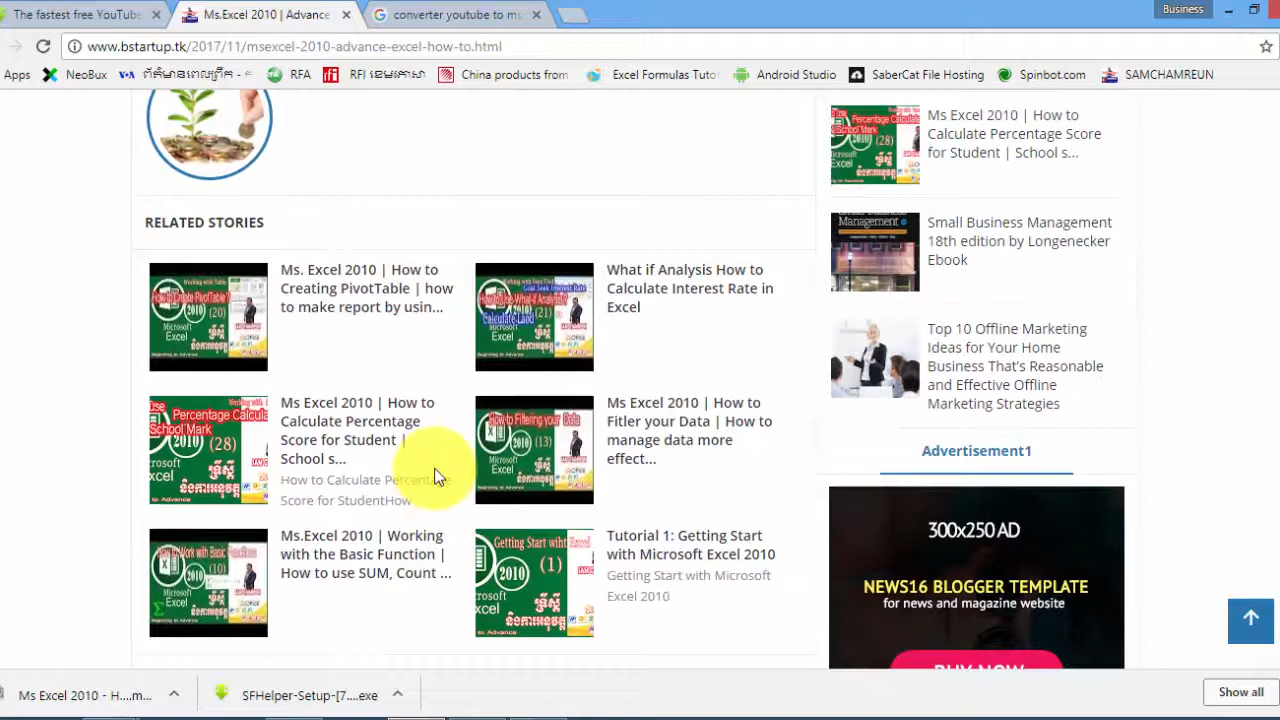 The fastest free YouTub
Ms.Excel 2010 | Advance
converter youtube to m
Business
www.bstartup.tk/2017/11/msexcel-2010-advance-excel-how-to.html
Apps
NeoBux
RFA
RFI
China products from
Excel Formulas Tuto
Android Studio
SaberCat File Hosting
Spinbot.com
SAMCHAMREUN
RELATED STORIES
Ms. Excel 2010 | How to
Creating PivotTable | how
to make report by usin...
What if Analysis How to
Calculate Interest Rate in
Excel
Ms Excel 2010 | How to
Calculate Percentage
Score for Student |
School s...
How to Calculate Percentage
Score for StudentHow
Ms Excel 2010 | How to
Fitler your Data | How to
manage data more
effect...
Ms.Excel 2010 | Working
with the Basic Function |
How to use SUM, Count ...
Tutorial 1: Getting Start
with Microsoft Excel 2010
Getting Start with Microsoft
Excel 2010
Ms Excel 2010 | How to
Calculate Percentage Score
for Student | School s...
Small Business Management
18th edition by Longenecker
Ebook
Top 10 Offline Marketing
Ideas for Your Home
Business That's Reasonable
and Effective Offline
Marketing Strategies
Advertisement1
300x250 AD
NEWS16 BLOGGER TEMPLATE
for news and magazine website
BUY NOW
Ms Excel 2010 - H....m...
SFHelper-Setup-[7....exe
Show all